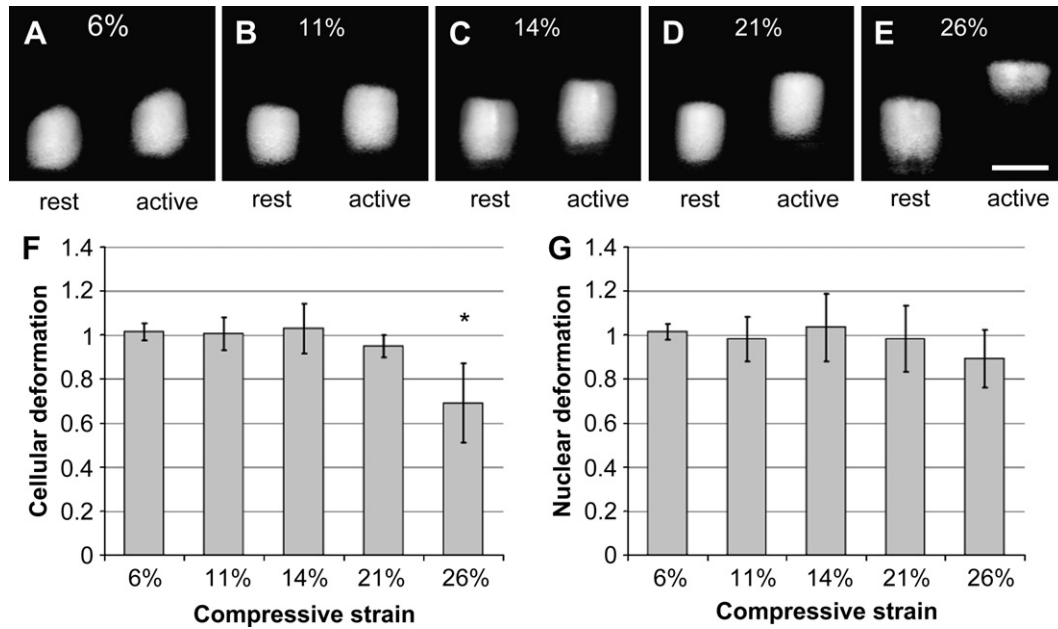 A 6%
B 11%
C 14%
D 21%
E 26%
rest active
rest active
rest active
rest active
rest active
F
Cellular deformation
1.4
1.2
1
0.8
0.6
0.4
0.2
0
*
6% 11% 14% 21% 26%
Compressive strain
G
Nuclear deformation
1.4
1.2
1
0.8
0.6
0.4
0.2
0
6% 11% 14% 21% 26%
Compressive strain